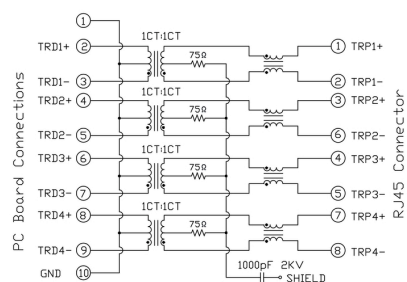 1
1CT:1CT
TRD1+ 2
75Ω
1 TRP1+
TRD1- 3
2 TRP1-
1CT:1CT
TRD2+ 4
75Ω
3 TRP2+
TRD2- 5
6 TRP2-
1CT:1CT
TRD3+ 6
75Ω
4 TRP3+
TRD3- 7
5 TRP3-
1CT:1CT
TRD4+ 8
75Ω
7 TRP4+
TRD4- 9
8 TRP4-
GND 10
1000pF 2KV
SHIELD
PC Board Connections
RJ45 Connector